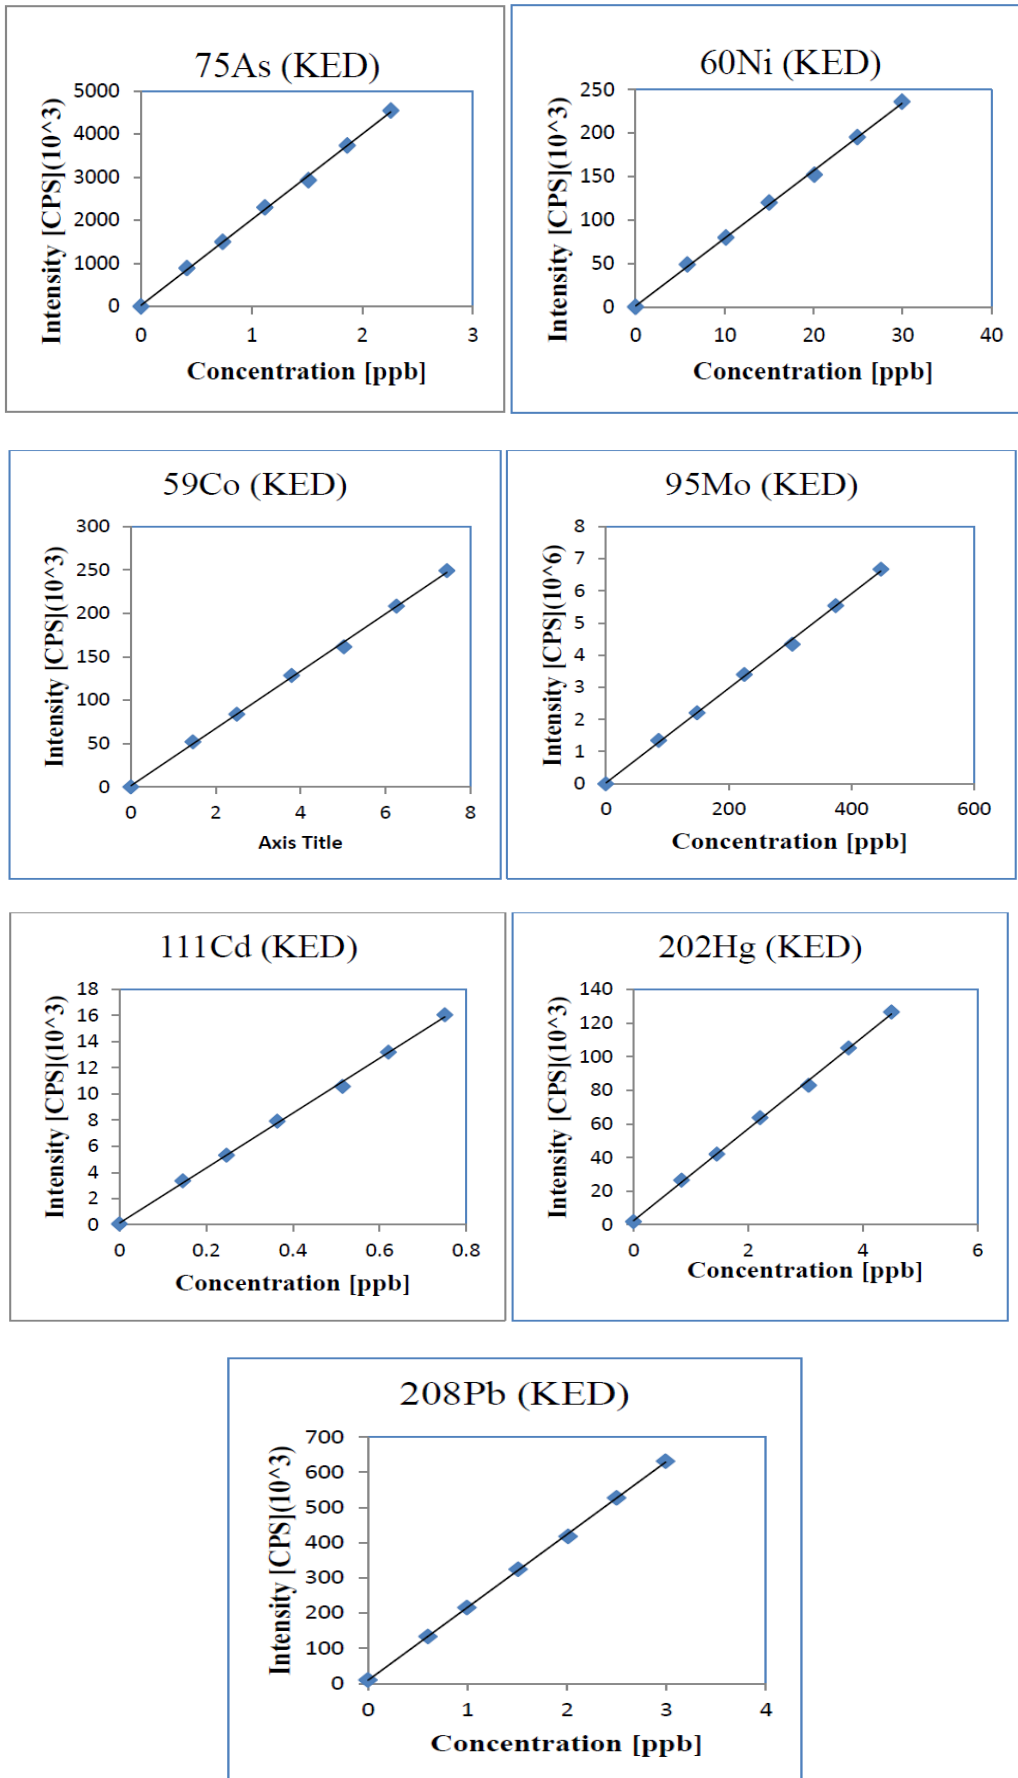 75As (KED)
Intensity [CPS](10^3)
5000
4000
3000
2000
1000
0
0 1 2 3
Concentration [ppb]
60Ni (KED)
Intensity [CPS](10^3)
250
200
150
100
50
0
0 10 20 30 40
Concentration [ppb]
59Co (KED)
Intensity [CPS](10^3)
300
250
200
150
100
50
0
0 2 4 6 8
Axis Title
95Mo (KED)
Intensity [CPS](10^6)
8
7
6
5
4
3
2
1
0
0 200 400 600
Concentration [ppb]
111Cd (KED)
Intensity [CPS](10^3)
18
16
14
12
10
8
6
4
2
0
0 0.2 0.4 0.6 0.8
Concentration [ppb]
202Hg (KED)
Intensity [CPS](10^3)
140
120
100
80
60
40
20
0
0 2 4 6
Concentration [ppb]
208Pb (KED)
Intensity [CPS](10^3)
700
600
500
400
300
200
100
0
0 1 2 3 4
Concentration [ppb]